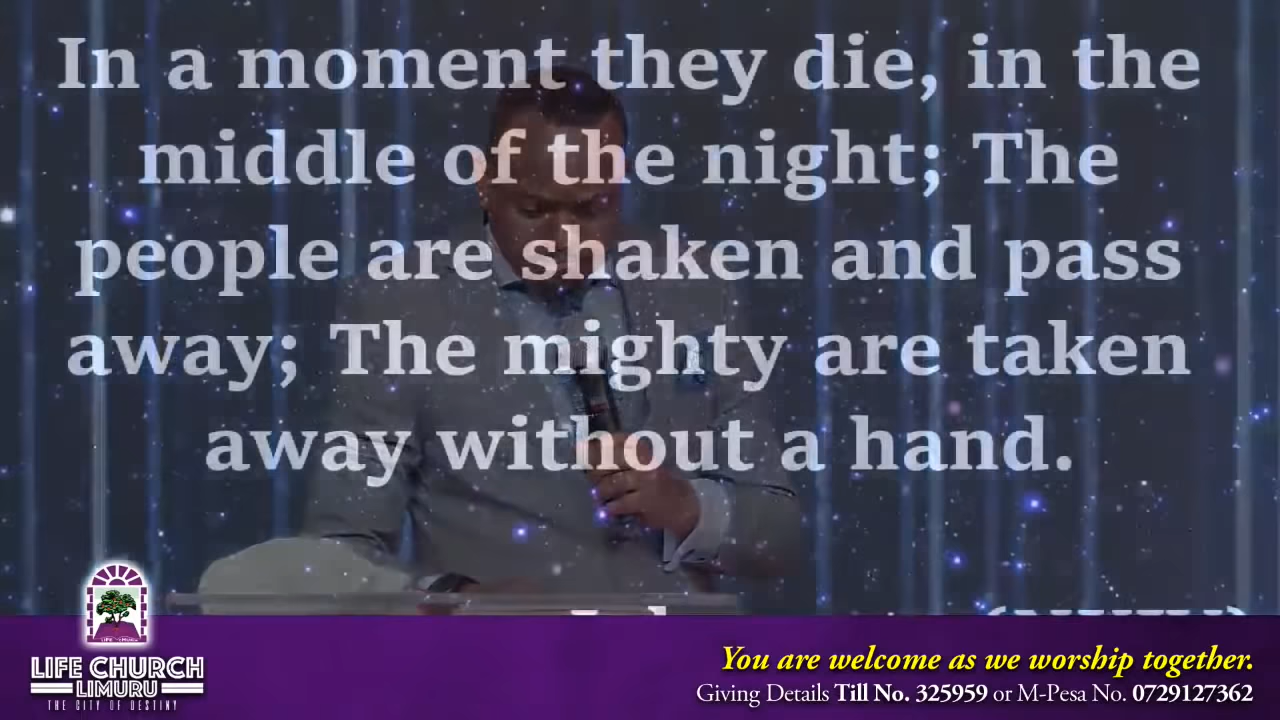 In a moment they die, in the
middle of the night; The
people are shaken and pass
away; The mighty are taken
away without a hand.
LIFE CHURCH
LIMURU
THE CITY OF DESTINY
You are welcome as we worship together.
Giving Details Till No. 325959 or M-Pesa No. 0729127362